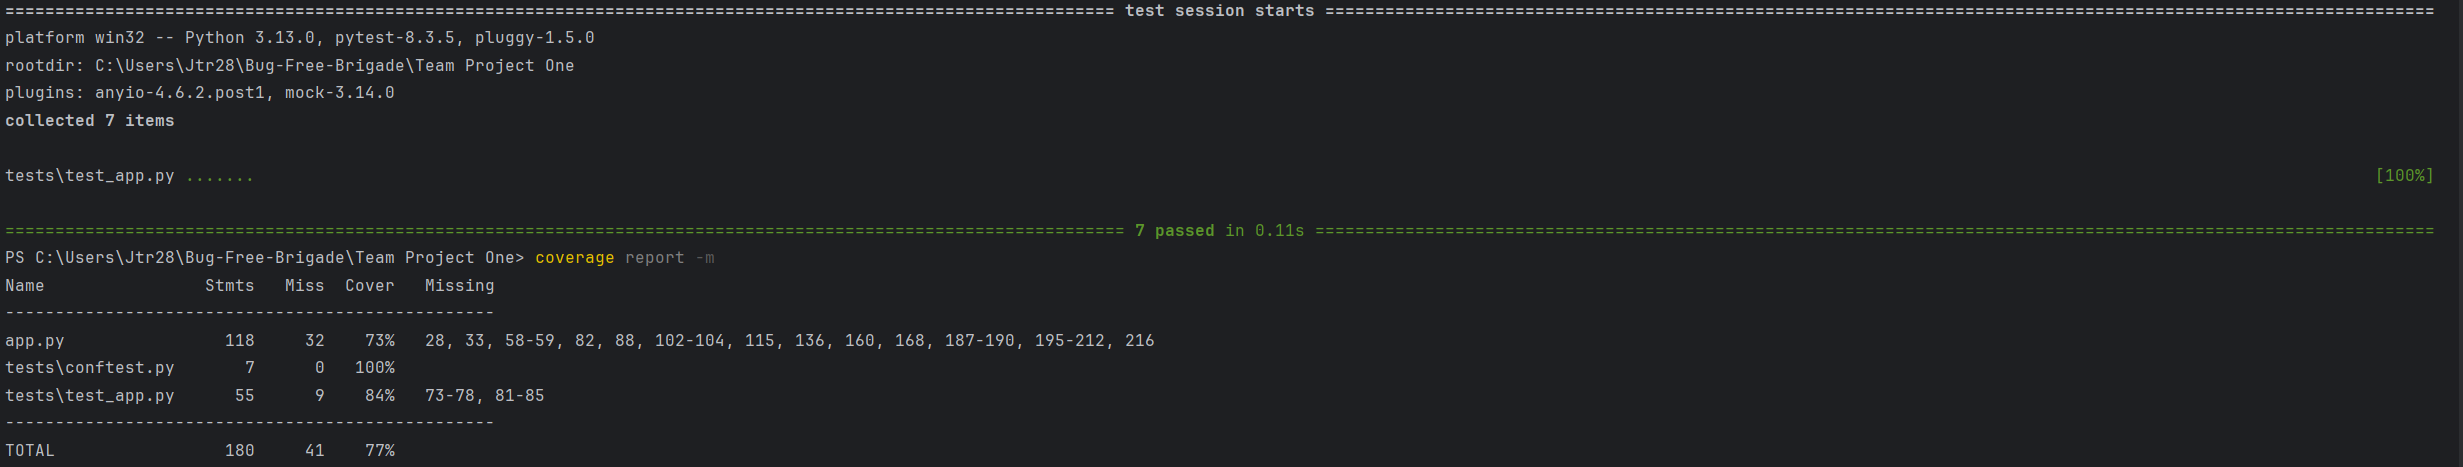 ============================================================================================================== test session starts ===============================================================================================================
platform win32 -- Python 3.13.0, pytest-8.3.5, pluggy-1.5.0
rootdir: C:\Users\Jtr28\Bug-Free-Brigade\Team Project One
plugins: anyio-4.6.2.post1, mock-3.14.0
collected 7 items
tests\test_app.py ....... [100%]
================================================================================================================ 7 passed in 0.11s ================================================================================================================
PS C:\Users\Jtr28\Bug-Free-Brigade\Team Project One> coverage report -m
Name                Stmts   Miss  Cover   Missing
-------------------------------------------------
app.py                118     32    73%   28, 33, 58-59, 82, 88, 102-104, 115, 136, 160, 168, 187-190, 195-212, 216
tests\conftest.py       7      0   100%
tests\test_app.py      55      9    84%   73-78, 81-85
-------------------------------------------------
TOTAL                 180     41    77%